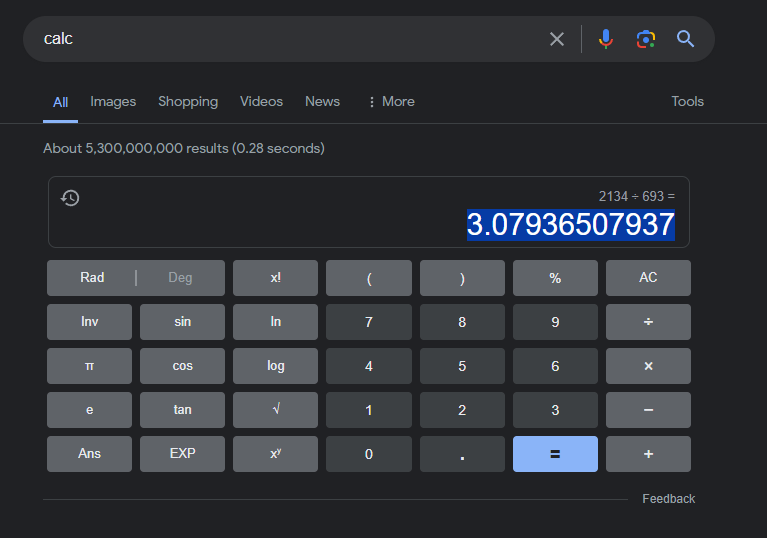 calc
All Images Shopping Videos News More Tools
About 5,300,000,000 results (0.28 seconds)
2134 ÷ 693 =
3.07936507937
Rad | Deg x! ( ) % AC
Inv sin ln 7 8 9 ÷
π cos log 4 5 6 ×
e tan √ 1 2 3 −
Ans EXP xʸ 0 . = +
Feedback